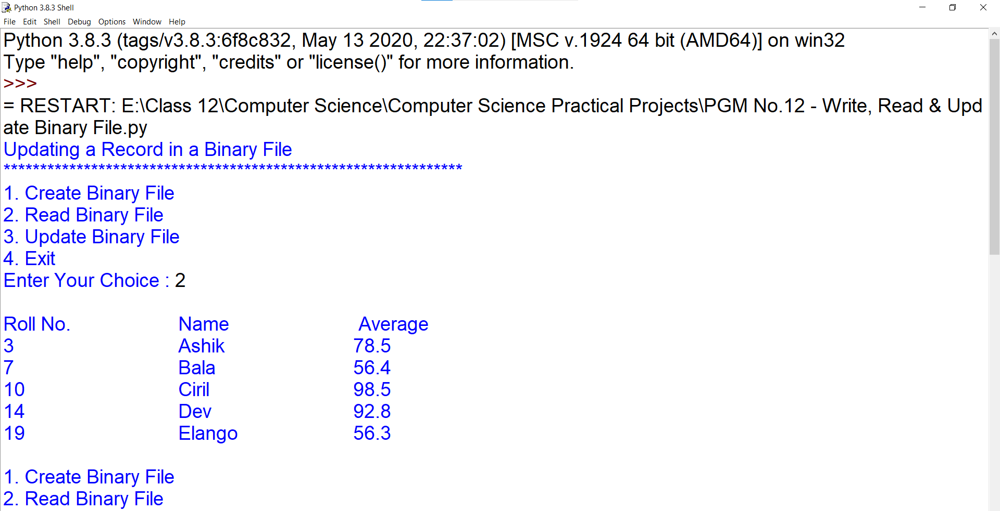 Python 3.8.3 Shell
File Edit Shell Debug Options Window Help
Python 3.8.3 (tags/v3.8.3:6f8c832, May 13 2020, 22:37:02) [MSC v.1924 64 bit (AMD64)] on win32
Type "help", "copyright", "credits" or "license()" for more information.
>>>
= RESTART: E:\Class 12\Computer Science\Computer Science Practical Projects\PGM No.12 - Write, Read & Upd
ate Binary File.py
Updating a Record in a Binary File
***************************************************************
1. Create Binary File
2. Read Binary File
3. Update Binary File
4. Exit
Enter Your Choice : 2
Roll No. Name Average
3 Ashik 78.5
7 Bala 56.4
10 Ciril 98.5
14 Dev 92.8
19 Elango 56.3
1. Create Binary File
2. Read Binary File